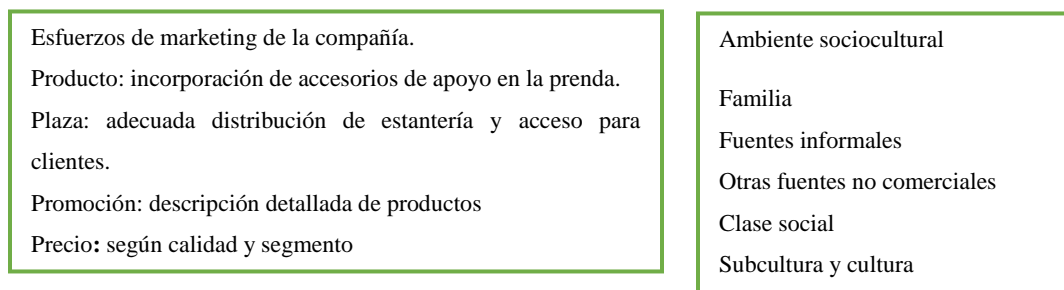 Esfuerzos de marketing de la compañía.
Producto: incorporación de accesorios de apoyo en la prenda.
Plaza: adecuada distribución de estantería y acceso para
clientes.
Promoción: descripción detallada de productos
Precio: según calidad y segmento
Ambiente sociocultural
Familia
Fuentes informales
Otras fuentes no comerciales
Clase social
Subcultura y cultura